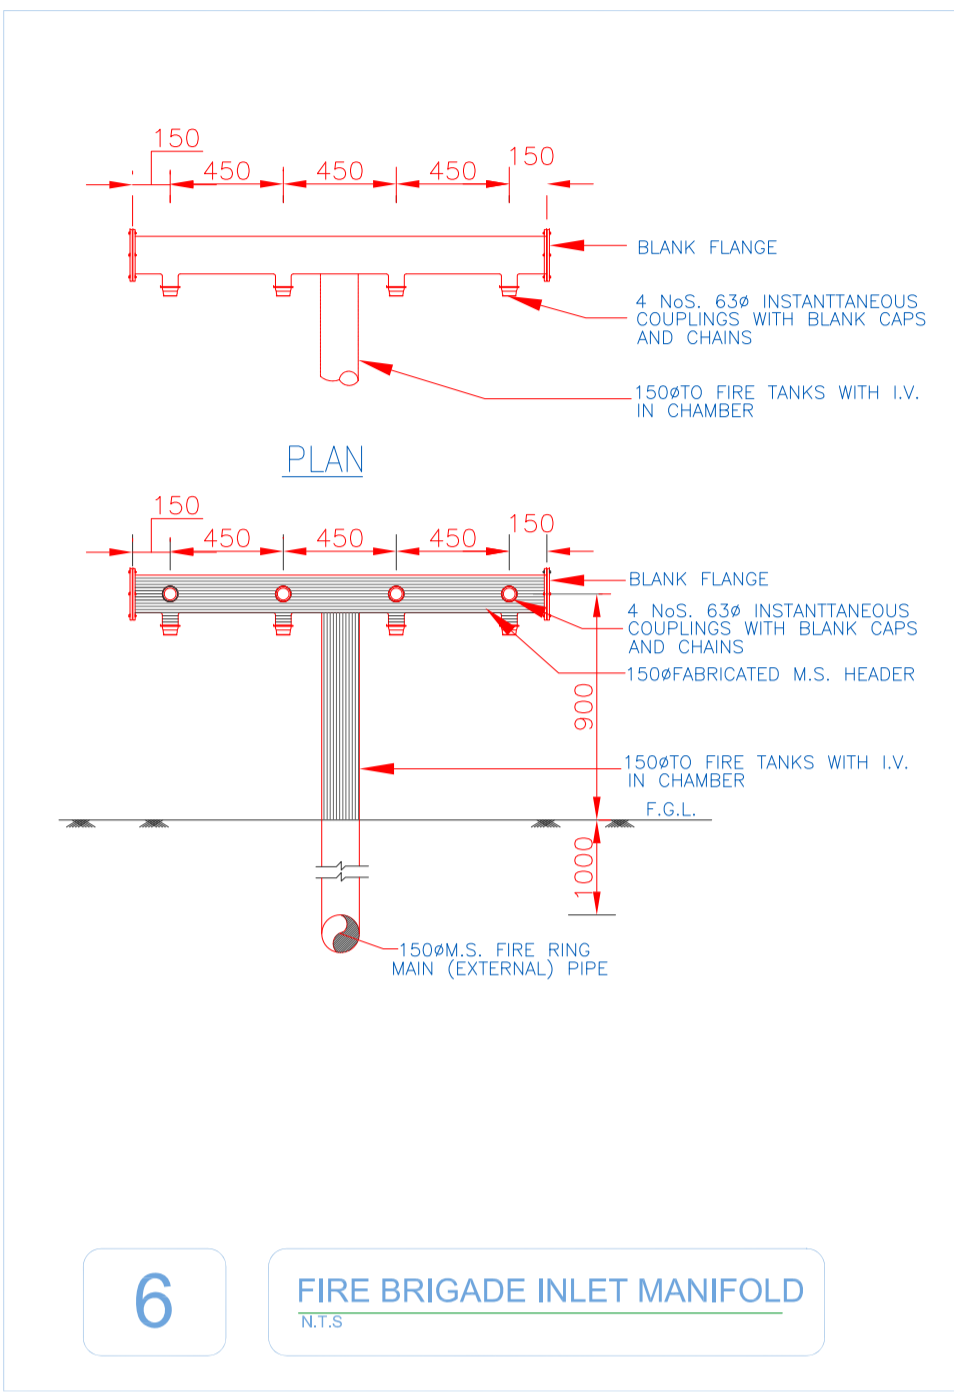 150
450
450
450
150
BLANK FLANGE
4 NoS. 63ø INSTANTTANEOUS
COUPLINGS WITH BLANK CAPS
AND CHAINS
150øTO FIRE TANKS WITH I.V.
IN CHAMBER
PLAN
150
450
450
450
150
BLANK FLANGE
4 NoS. 63ø INSTANTTANEOUS
COUPLINGS WITH BLANK CAPS
AND CHAINS
150øFABRICATED M.S. HEADER
900
150øTO FIRE TANKS WITH I.V.
IN CHAMBER
F.G.L.
1000
150øM.S. FIRE RING
MAIN (EXTERNAL) PIPE
6
FIRE BRIGADE INLET MANIFOLD
N.T.S